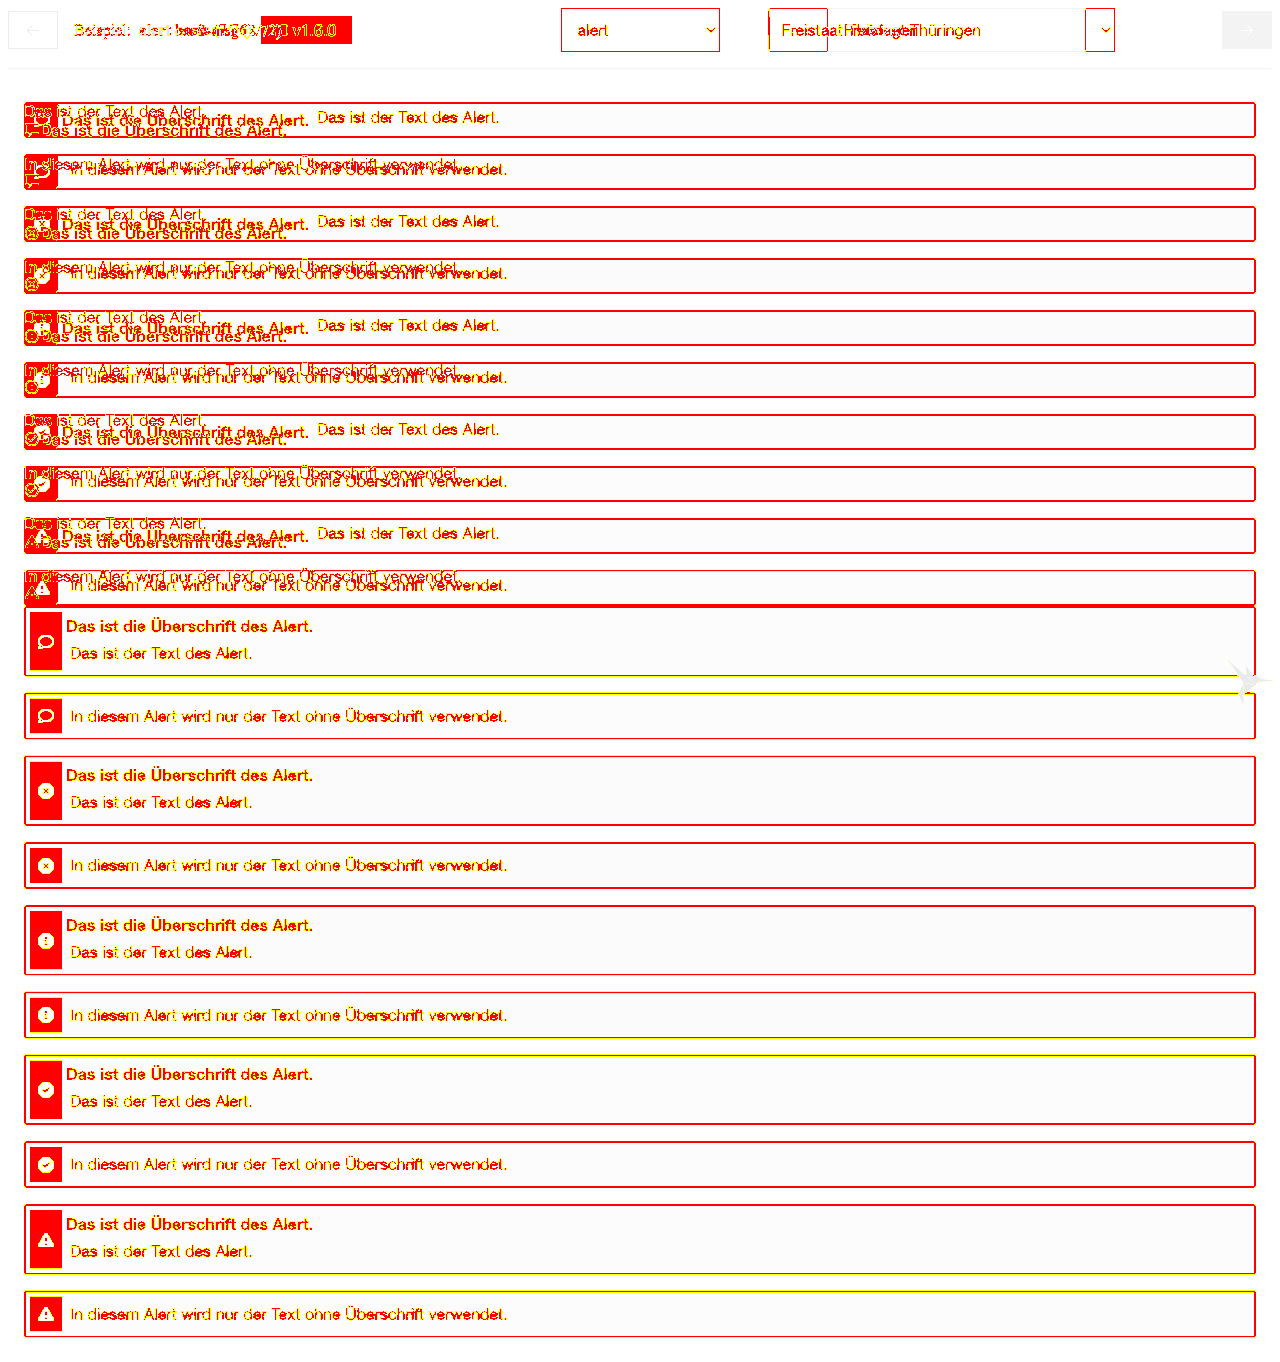 Beispiel v1.6.0 alert Freistaat Thüringen
Das ist der Text des Alert.
Das ist die Überschrift des Alert. Das ist der Text des Alert.
Das ist die Überschrift des Alert.
In diesem Alert wird nur der Text ohne Überschrift verwendet.
In diesem Alert wird nur der Text ohne Überschrift verwendet.
Das ist der Text des Alert.
Das ist die Überschrift des Alert. Das ist der Text des Alert.
Das ist die Überschrift des Alert.
In diesem Alert wird nur der Text ohne Überschrift verwendet.
In diesem Alert wird nur der Text ohne Überschrift verwendet.
Das ist der Text des Alert.
Das ist die Überschrift des Alert. Das ist der Text des Alert.
Das ist die Überschrift des Alert.
In diesem Alert wird nur der Text ohne Überschrift verwendet.
In diesem Alert wird nur der Text ohne Überschrift verwendet.
Das ist der Text des Alert.
Das ist die Überschrift des Alert. Das ist der Text des Alert.
Das ist die Überschrift des Alert.
In diesem Alert wird nur der Text ohne Überschrift verwendet.
In diesem Alert wird nur der Text ohne Überschrift verwendet.
Das ist der Text des Alert.
Das ist die Überschrift des Alert. Das ist der Text des Alert.
Das ist die Überschrift des Alert.
In diesem Alert wird nur der Text ohne Überschrift verwendet.
In diesem Alert wird nur der Text ohne Überschrift verwendet.
Das ist die Überschrift des Alert.
Das ist der Text des Alert.
In diesem Alert wird nur der Text ohne Überschrift verwendet.
Das ist die Überschrift des Alert.
Das ist der Text des Alert.
In diesem Alert wird nur der Text ohne Überschrift verwendet.
Das ist die Überschrift des Alert.
Das ist der Text des Alert.
In diesem Alert wird nur der Text ohne Überschrift verwendet.
Das ist die Überschrift des Alert.
Das ist der Text des Alert.
In diesem Alert wird nur der Text ohne Überschrift verwendet.
Das ist die Überschrift des Alert.
Das ist der Text des Alert.
In diesem Alert wird nur der Text ohne Überschrift verwendet.